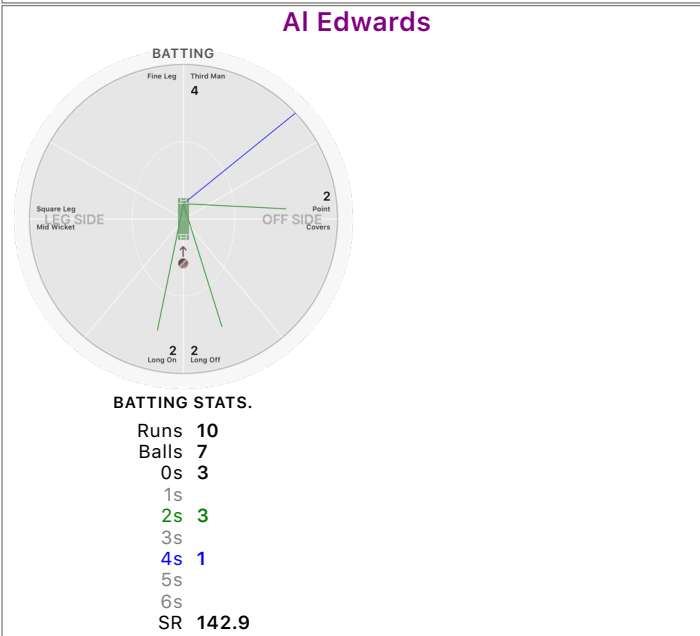 Al Edwards
BATTING
Fine Leg Third Man
4
2
Square Leg Point
LEG SIDE OFF SIDE
Mid Wicket Covers
2 2
Long On Long Off
BATTING STATS.
Runs 10
Balls 7
0s 3
1s
2s 3
3s
4s 1
5s
6s
SR 142.9